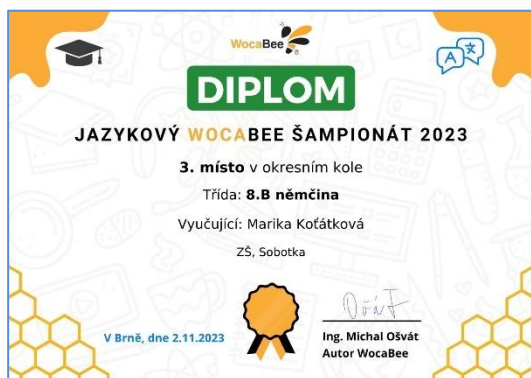 WocaBee
DIPLOM
JAZYKOVÝ WOCABEE ŠAMPIONÁT 2023
3. místo v okresním kole
Třída: 8.B němčina
Vyučující: Marika Koťátková
ZŠ, Sobotka
V Brně, dne 2.11.2023
Ing. Michal Ošvát
Autor WocaBee